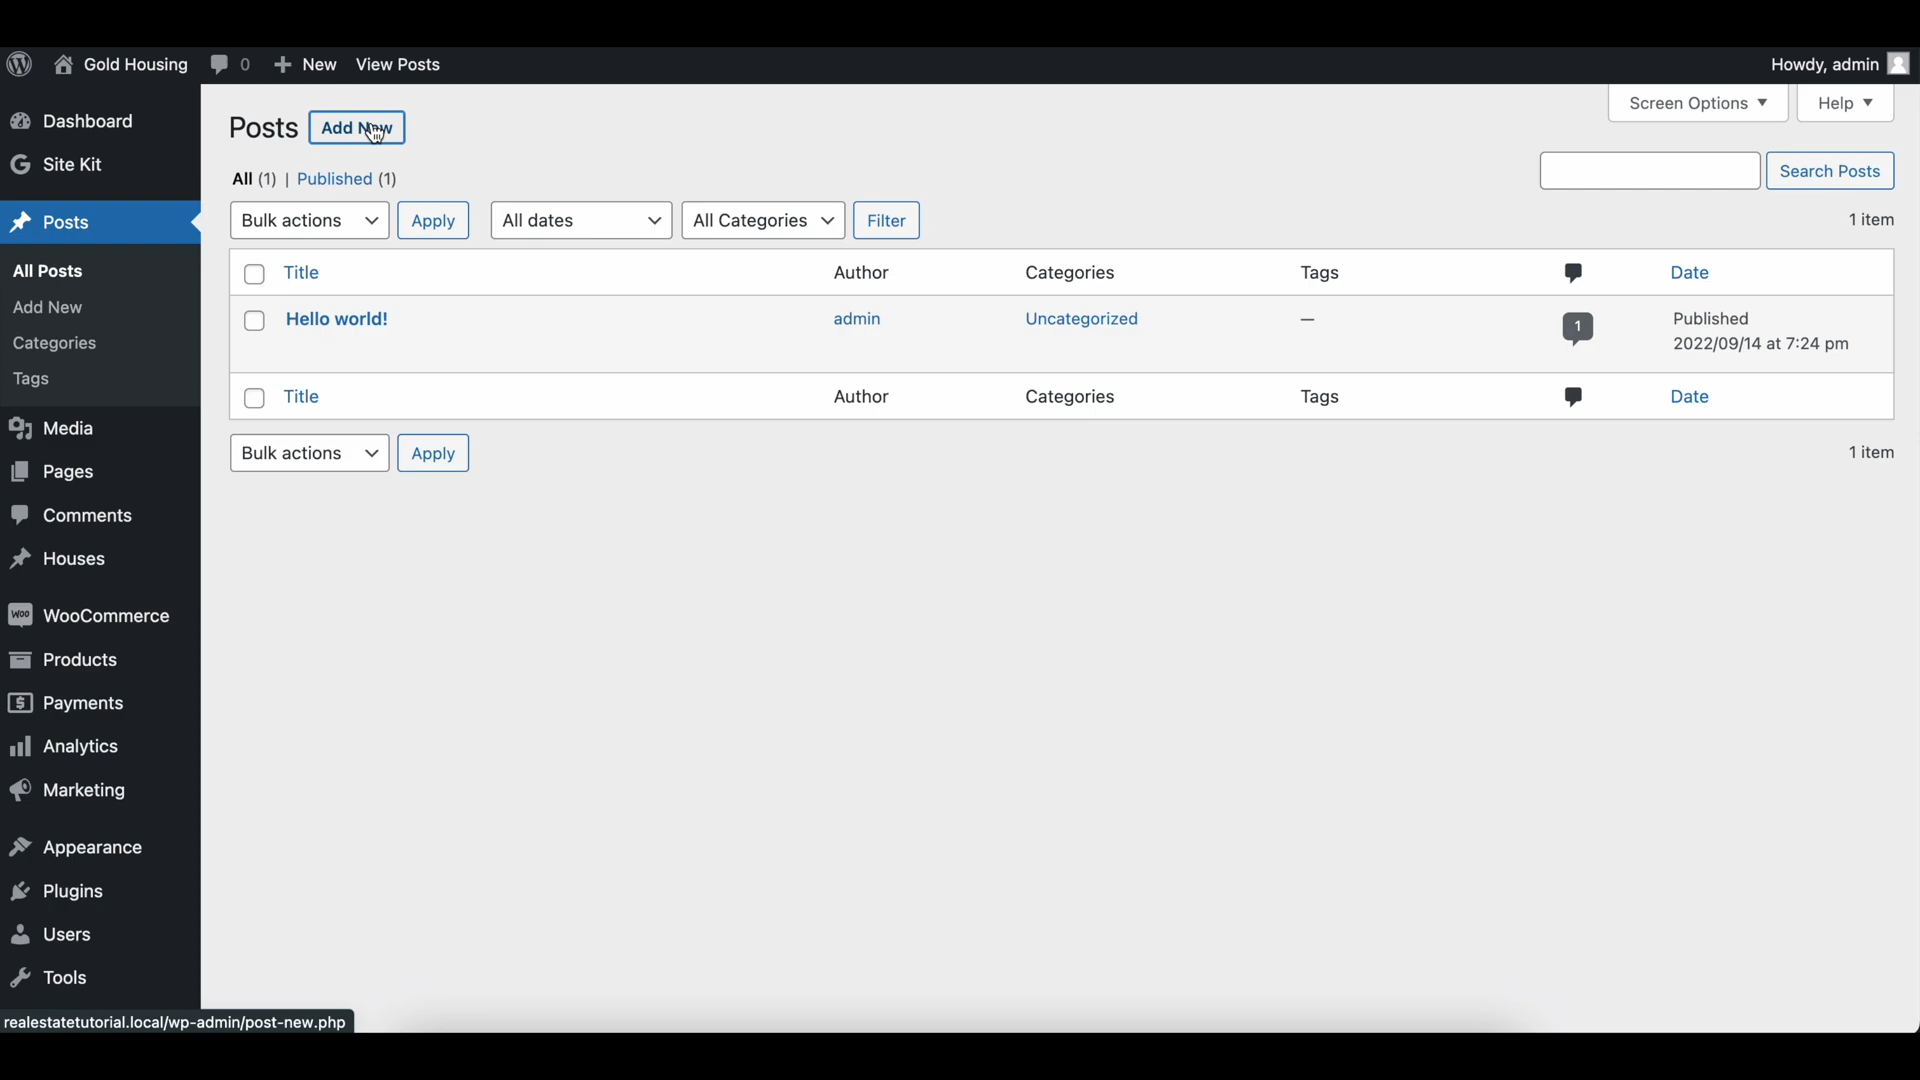 Gold Housing 0 New View Posts Howdy, admin
Dashboard
Site Kit
Posts
All Posts
Add New
Categories
Tags
Media
Pages
Comments
Houses
WooCommerce
Products
Payments
Analytics
Marketing
Appearance
Plugins
Users
Tools
realestatetutorial.local/wp-admin/post-new.php
Screen Options Help
Posts Add New
All (1) | Published (1)
Search Posts
Bulk actions Apply All dates All Categories Filter 1 item
Title Author Categories Tags Date
Hello world! admin Uncategorized — 1 Published
2022/09/14 at 7:24 pm
Title Author Categories Tags Date
Bulk actions Apply 1 item